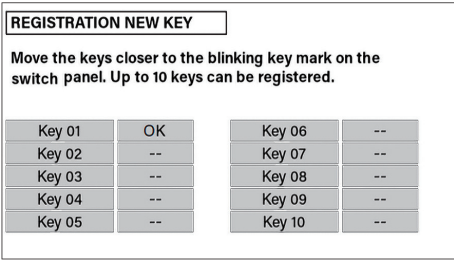 REGISTRATION NEW KEY
Move the keys closer to the blinking key mark on the
switch panel. Up to 10 keys can be registered.
Key 01 OK Key 06 --
Key 02 -- Key 07 --
Key 03 -- Key 08 --
Key 04 -- Key 09 --
Key 05 -- Key 10 --